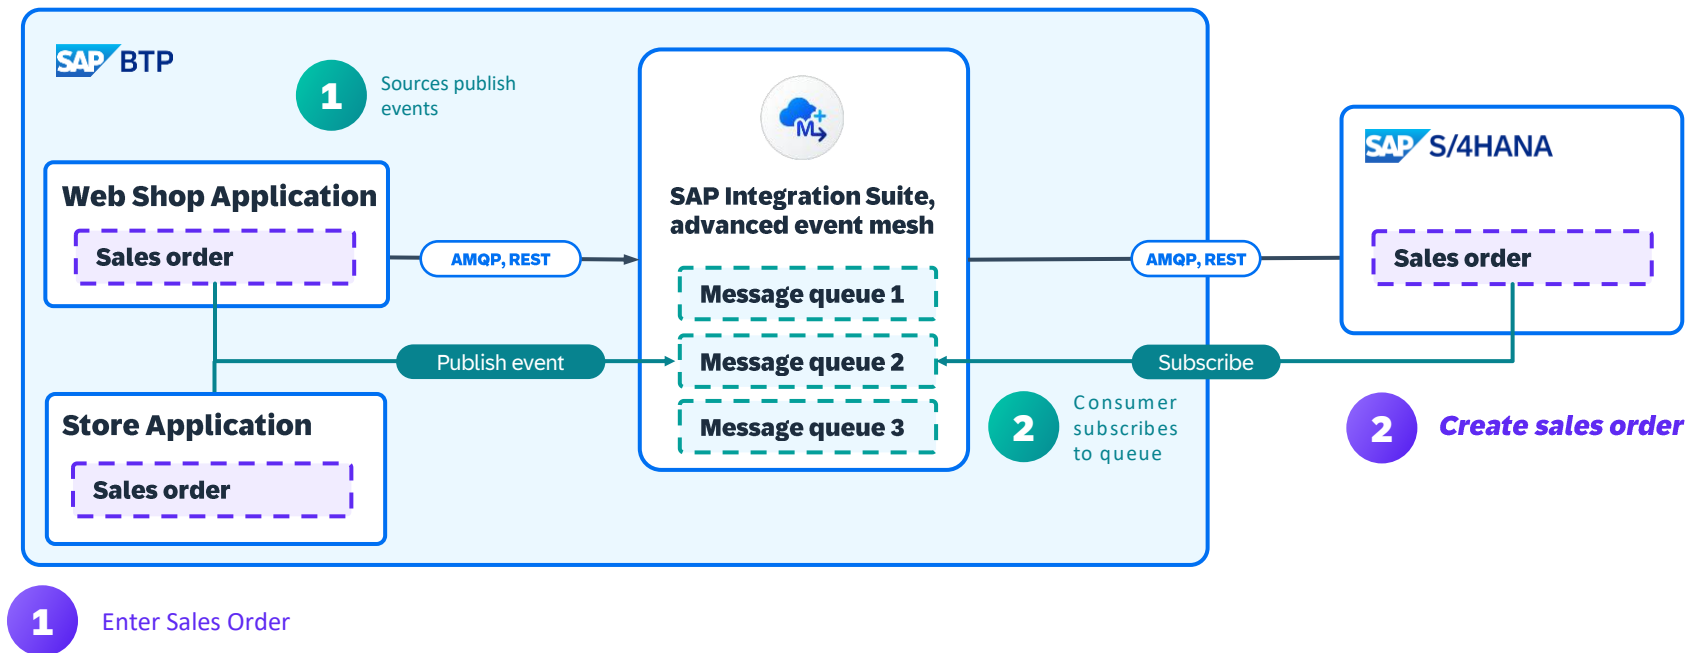 SAP BTP
1
Sources publish
events
Web Shop Application
Sales order
AMQP, REST
Publish event
Store Application
Sales order
M
SAP Integration Suite,
advanced event mesh
Message queue 1
Message queue 2
Message queue 3
AMQP, REST
Subscribe
2
Consumer
subscribes
to queue
SAP S/4HANA
Sales order
2
Create sales order
1
Enter Sales Order